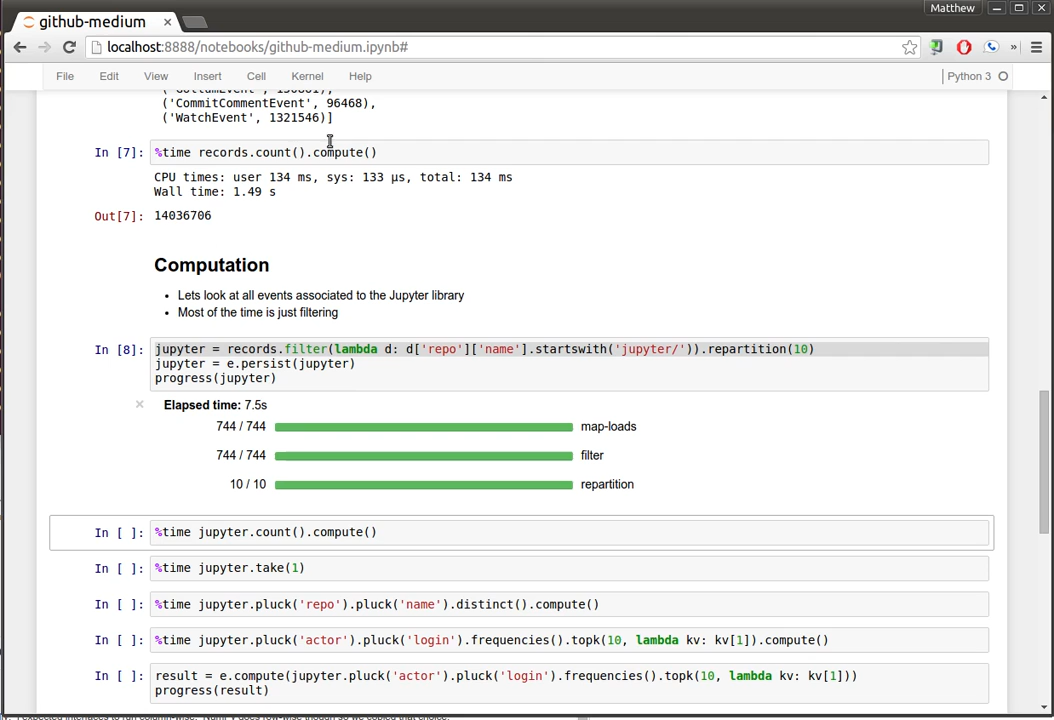 Matthew
github-medium
localhost:8888/notebooks/github-medium.ipynb#
File Edit View Insert Cell Kernel Help Python 3
('CommitCommentEvent', 96468),
('WatchEvent', 1321546)]
In [7]: %time records.count().compute()
CPU times: user 134 ms, sys: 133 µs, total: 134 ms
Wall time: 1.49 s
Out[7]: 14036706
Computation
• Lets look at all events associated to the Jupyter library
• Most of the time is just filtering
In [8]: jupyter = records.filter(lambda d: d['repo']['name'].startswith('jupyter/')).repartition(10)
jupyter = e.persist(jupyter)
progress(jupyter)
Elapsed time: 7.5s
744 / 744 map-loads
744 / 744 filter
10 / 10 repartition
In [ ]: %time jupyter.count().compute()
In [ ]: %time jupyter.take(1)
In [ ]: %time jupyter.pluck('repo').pluck('name').distinct().compute()
In [ ]: %time jupyter.pluck('actor').pluck('login').frequencies().topk(10, lambda kv: kv[1]).compute()
In [ ]: result = e.compute(jupyter.pluck('actor').pluck('login').frequencies().topk(10, lambda kv: kv[1]))
progress(result)